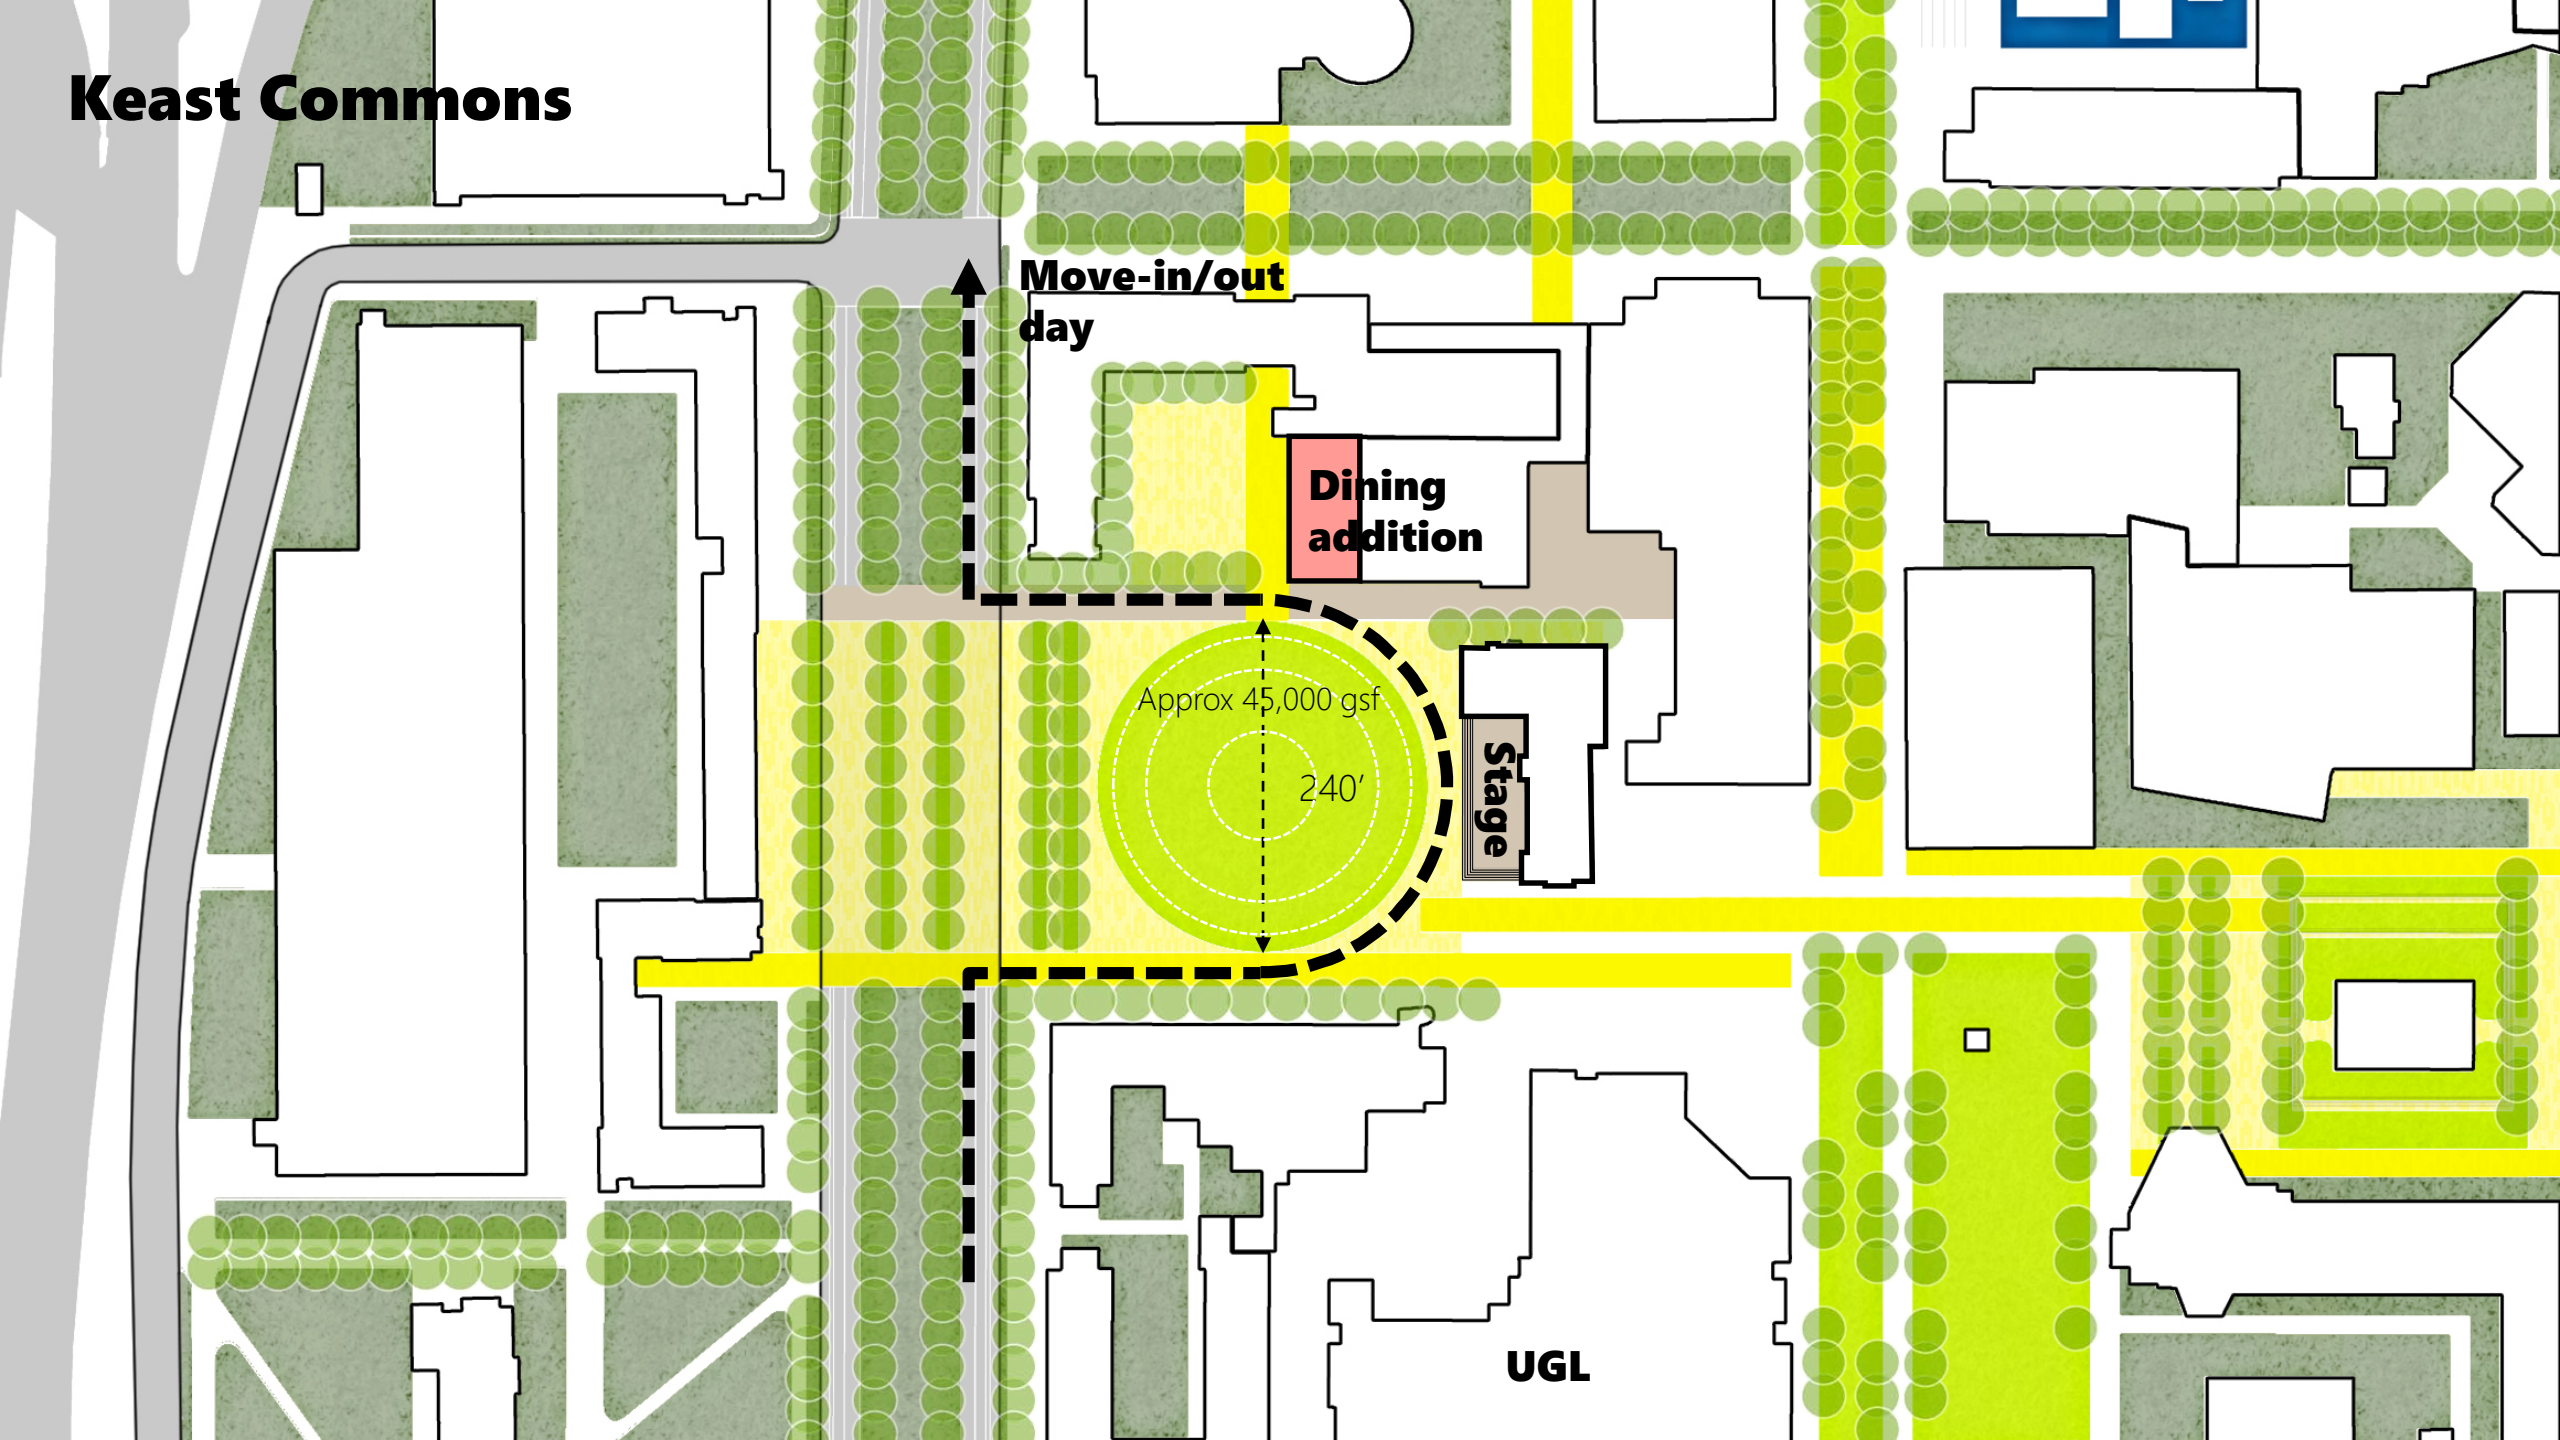 Keast Commons
Move-in/out
day
Dining
addition
Approx 45,000 gsf
240’
Stage
UGL